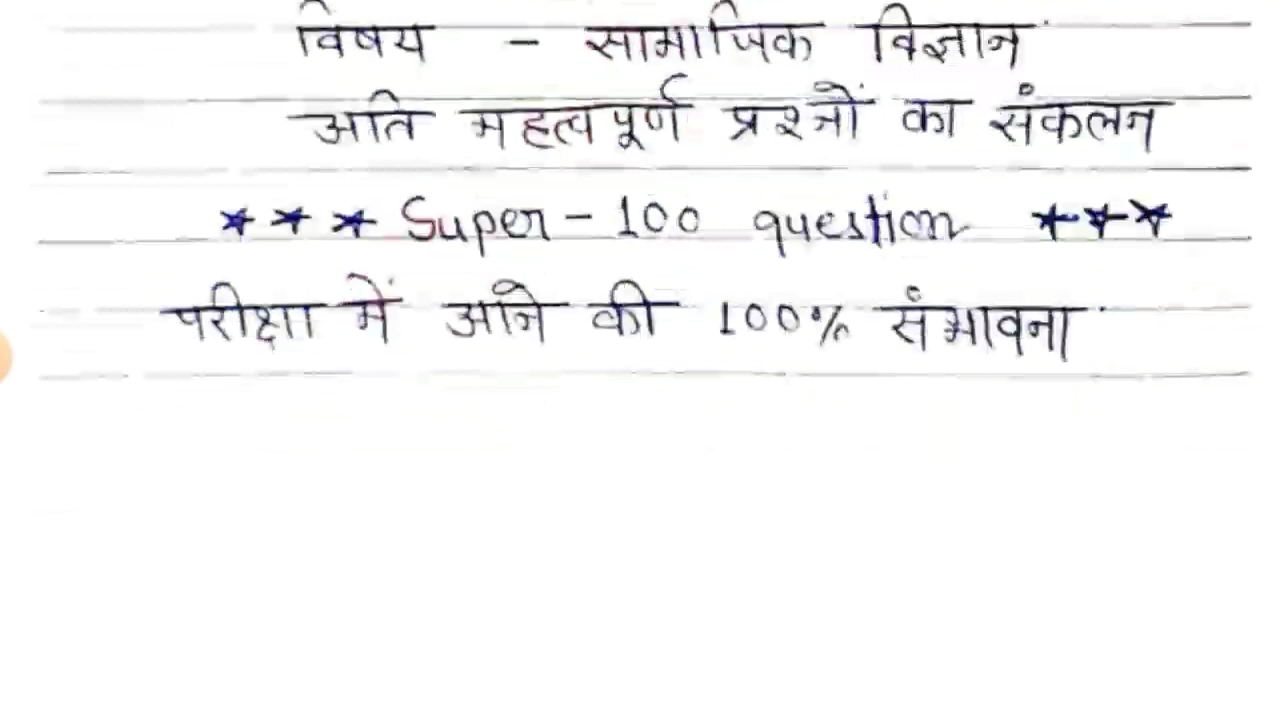 विषय - सामाजिक विज्ञान
अति महत्वपूर्ण प्रश्नों का संकलन
*** Super-100 question ***
परीक्षा में आने की 100% संभावना